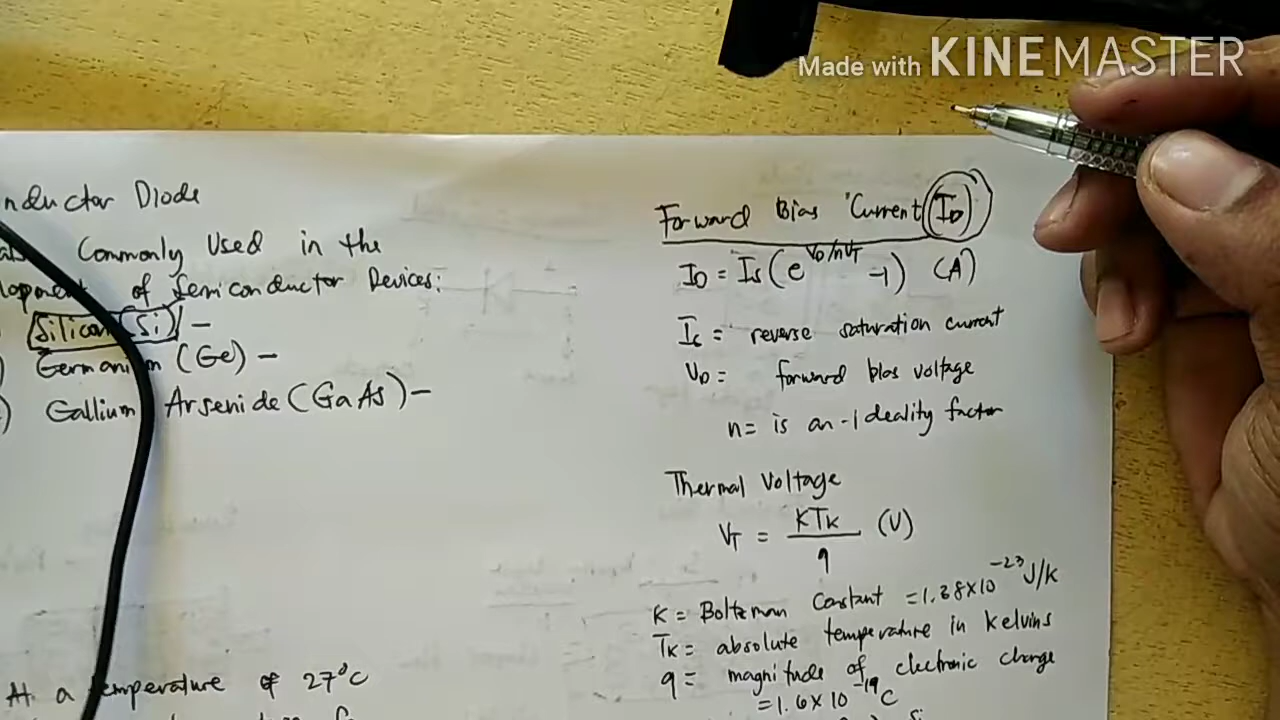 Made with KINEMASTER
nductor Diode
Commonly Used in the
lopment of Semiconductor Devices:
Silicon (Si) -
Germanium (Ge) -
Gallium Arsenide (GaAs) -
At a temperature of 27°C
Forward Bias Current (ID)
ID = Is(e^VD/nVT -1) (A)
Is = reverse saturation current
VD = forward bias voltage
n = is an -Ideality factor
Thermal Voltage
VT = KTk/q (V)
K = Boltzman Constant = 1.38x10^-23 J/K
Tk = absolute temperature in kelvins
q = magnitude of electronic charge
= 1.6x10^-19 C
Si